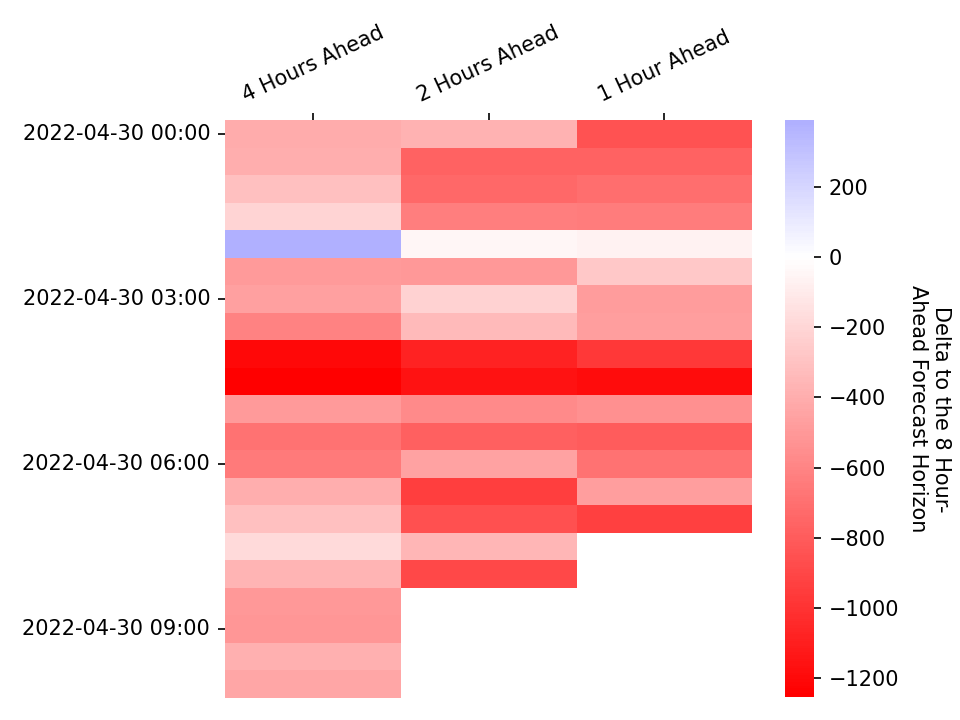 4 Hours Ahead
2 Hours Ahead
1 Hour Ahead
2022-04-30 00:00
2022-04-30 03:00
2022-04-30 06:00
2022-04-30 09:00
200
0
−200
−400
−600
−800
−1000
−1200
Delta to the 8 Hour-
Ahead Forecast Horizon